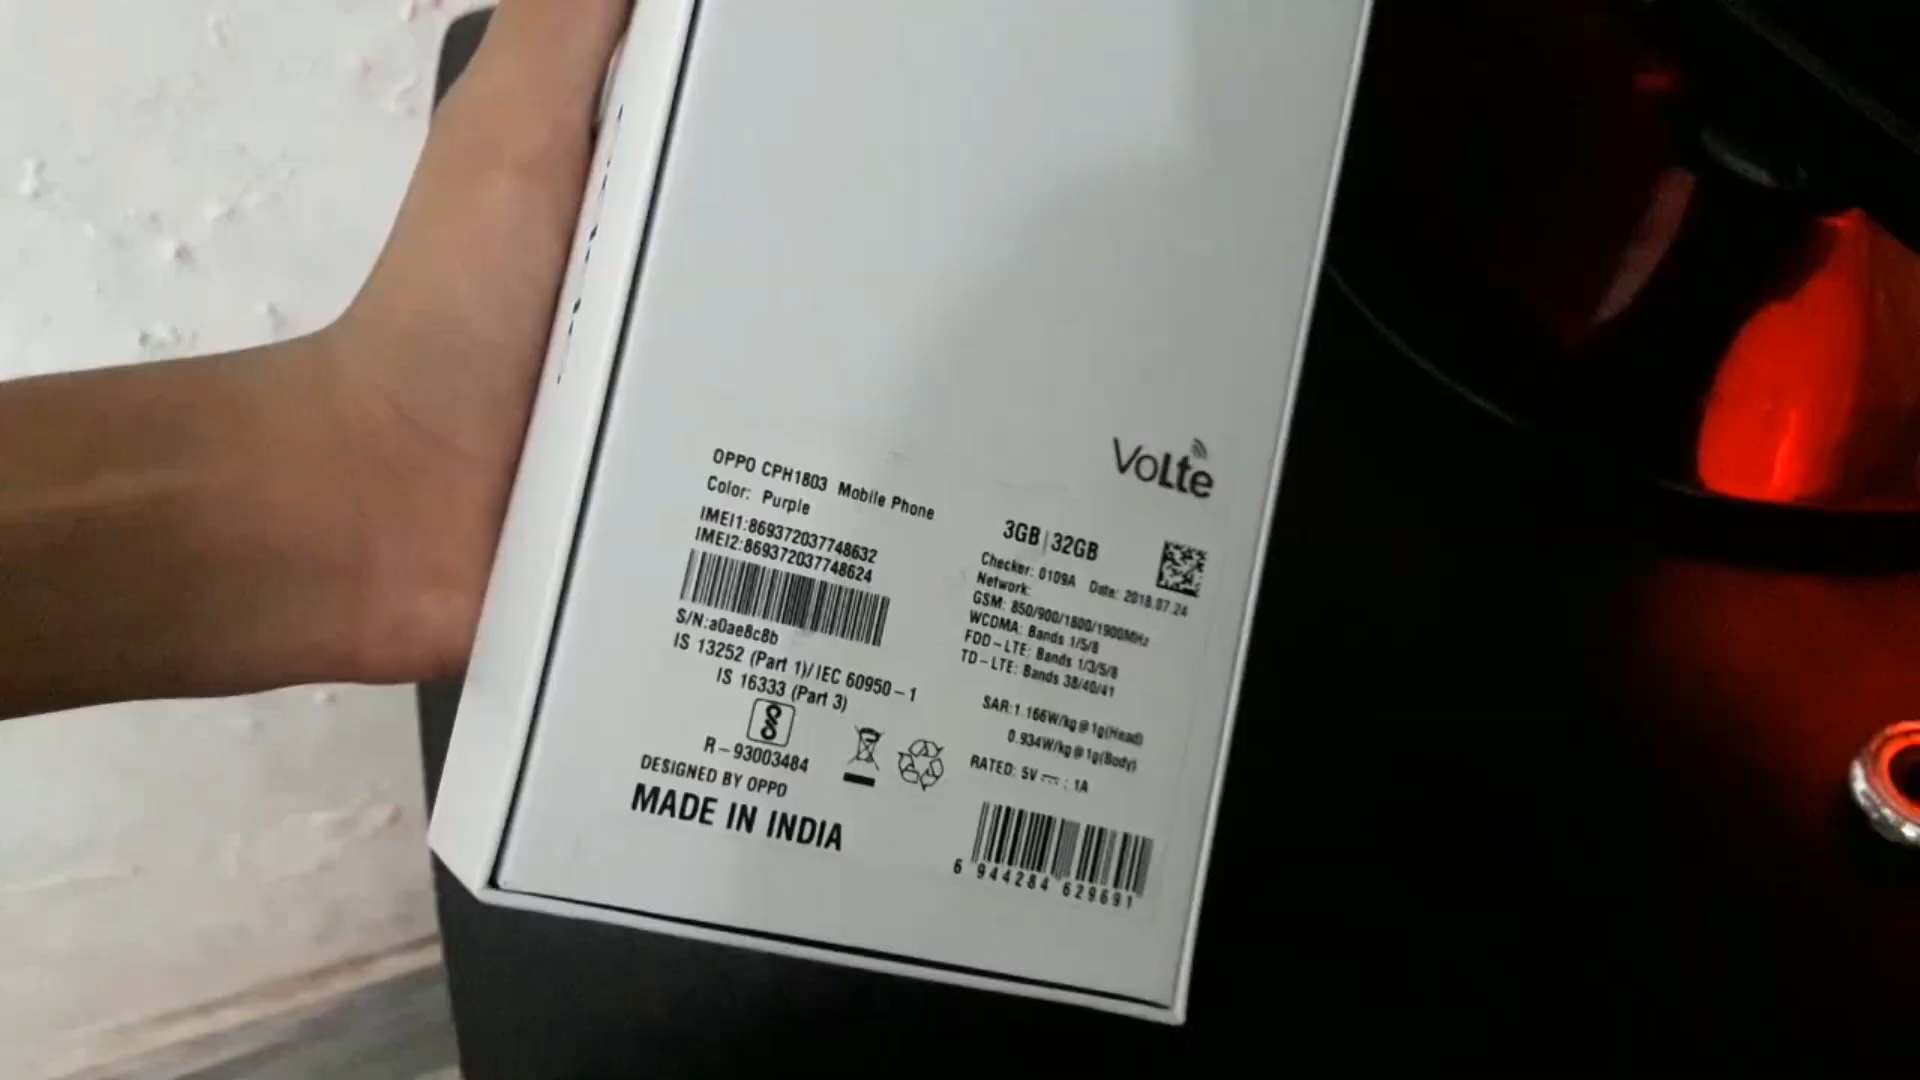 OPPO CPH1803 Mobile Phone
Color: Purple
IMEI1:869372037748632
IMEI2:869372037748624
S/N:a0ae8c8b
IS 13252 (Part 1)/IEC 60950-1
IS 16333 (Part 3)
R-93003484
DESIGNED BY OPPO
MADE IN INDIA
VoLte
3GB|32GB
Checker: 0109A Date: 2018.07.24
Network:
GSM: 850/900/1800/1900MHz
WCDMA: Bands 1/5/8
FDD-LTE: Bands 1/3/5/8
TD-LTE: Bands 38/40/41
SAR:1.166W/kg@1g(Head)
0.934W/kg@1g(Body)
RATED: 5V⎓; 1A
6 944284 629691